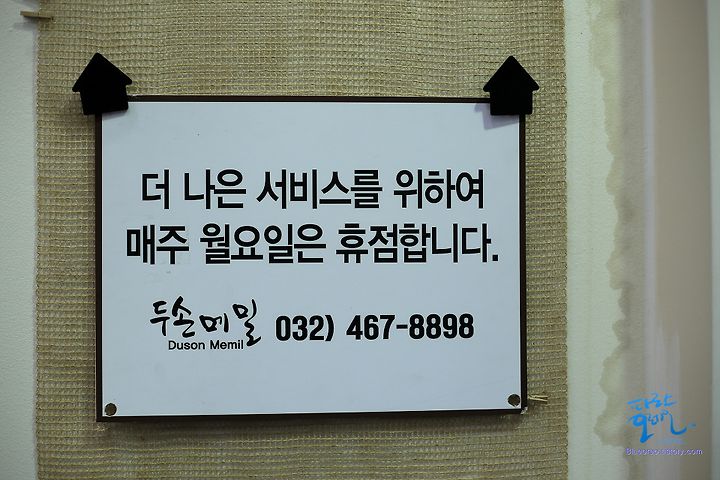 더 나은 서비스를 위하여
매주 월요일은 휴점합니다.
두손메밀 032) 467-8898
Duson Memil